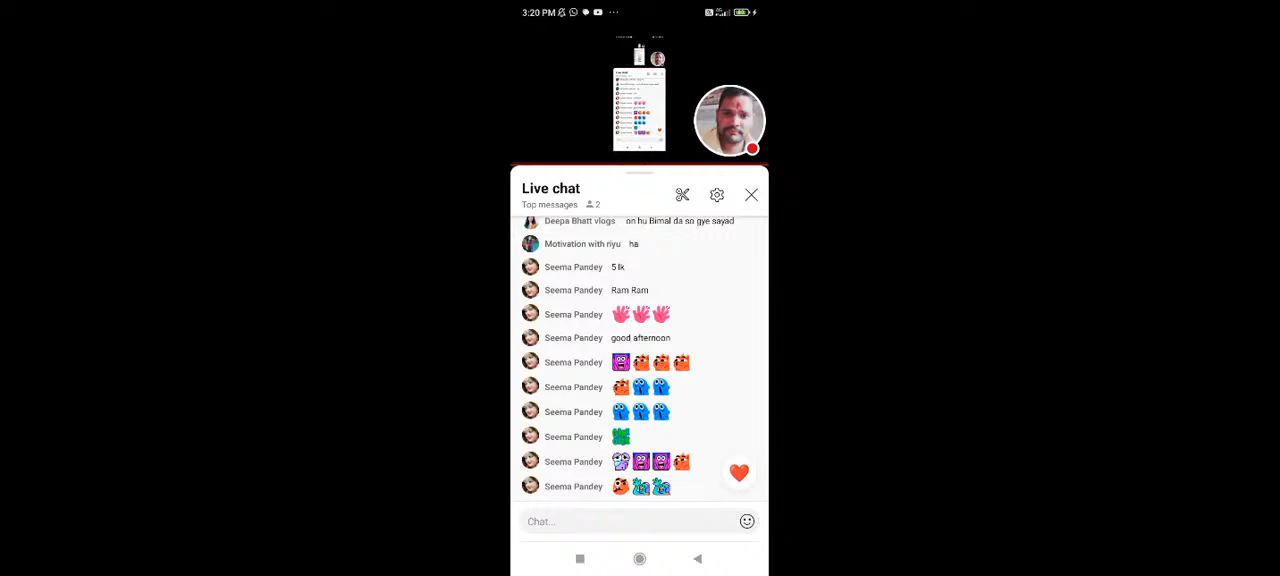 3:20 PM
Live chat
Top messages 2
Deepa Bhatt vlogs on hu Bimal da so gye sayad
Motivation with riyu ha
Seema Pandey 5 lk
Seema Pandey Ram Ram
Seema Pandey
Seema Pandey good afternoon
Seema Pandey
Seema Pandey
Seema Pandey
Seema Pandey
Seema Pandey
Seema Pandey
Chat...